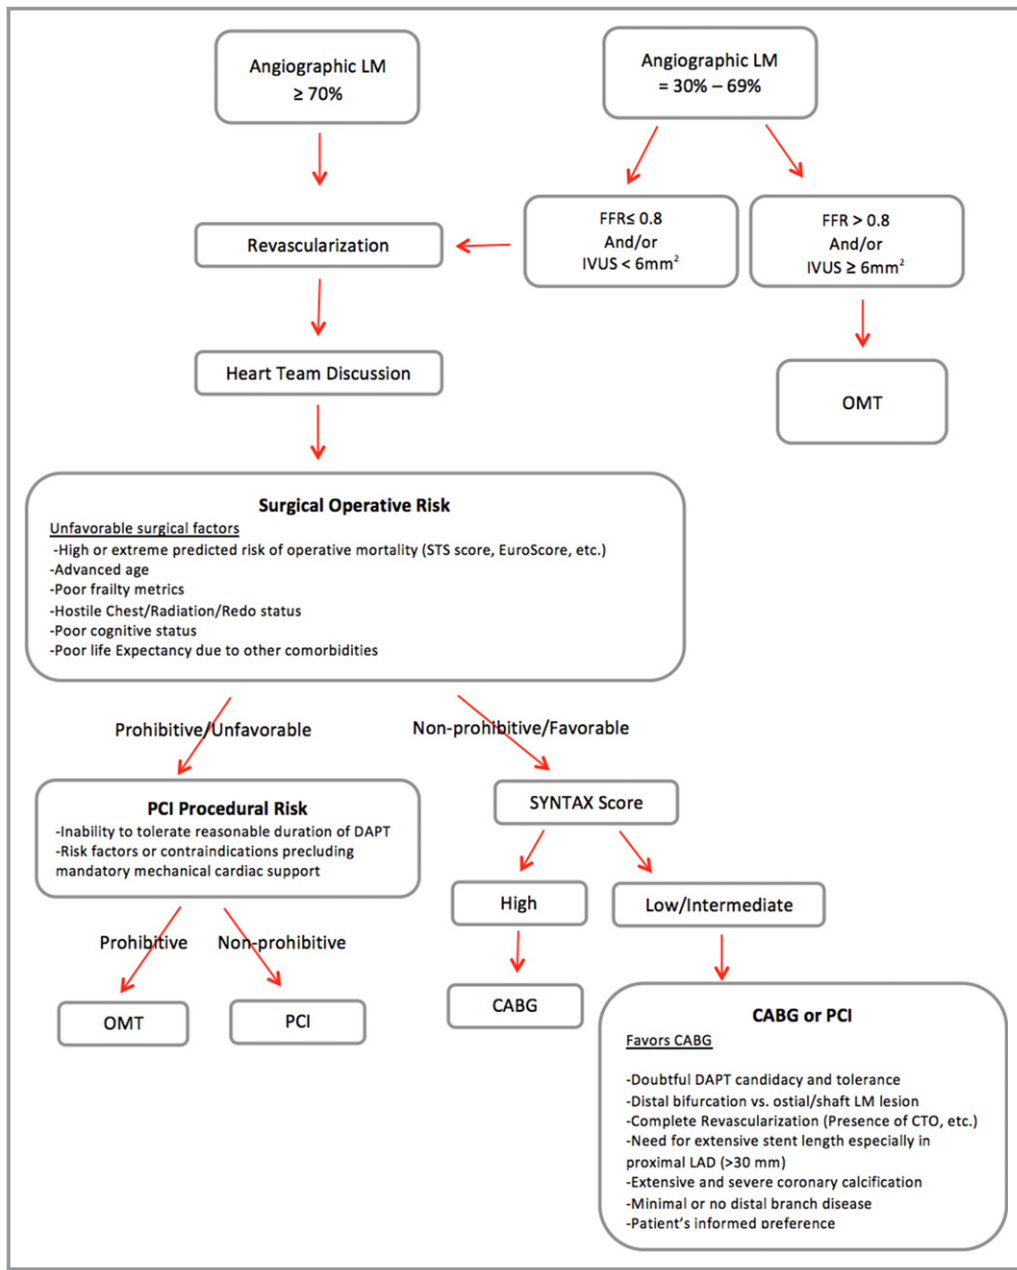 Angiographic LM
≥ 70%
Angiographic LM
= 30% – 69%
FFR≤ 0.8
And/or
IVUS < 6mm²
FFR > 0.8
And/or
IVUS ≥ 6mm²
Revascularization
Heart Team Discussion
OMT
Surgical Operative Risk
Unfavorable surgical factors
-High or extreme predicted risk of operative mortality (STS score, EuroScore, etc.)
-Advanced age
-Poor frailty metrics
-Hostile Chest/Radiation/Redo status
-Poor cognitive status
-Poor life Expectancy due to other comorbidities
Prohibitive/Unfavorable
Non-prohibitive/Favorable
PCI Procedural Risk
-Inability to tolerate reasonable duration of DAPT
-Risk factors or contraindications precluding
mandatory mechanical cardiac support
SYNTAX Score
High
Low/Intermediate
Prohibitive
Non-prohibitive
OMT
PCI
CABG
CABG or PCI
Favors CABG
-Doubtful DAPT candidacy and tolerance
-Distal bifurcation vs. ostial/shaft LM lesion
-Complete Revascularization (Presence of CTO, etc.)
-Need for extensive stent length especially in
proximal LAD (>30 mm)
-Extensive and severe coronary calcification
-Minimal or no distal branch disease
-Patient's informed preference